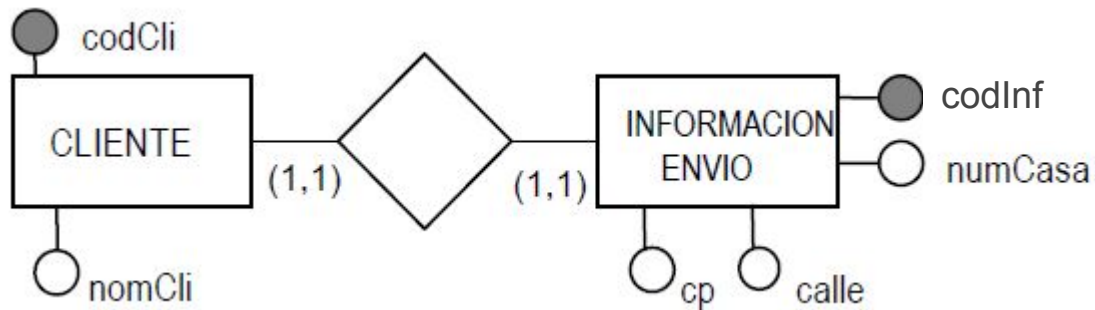 codCli
CLIENTE
(1,1)
(1,1)
INFORMACION
ENVIO
codInf
numCasa
nomCli
cp
calle